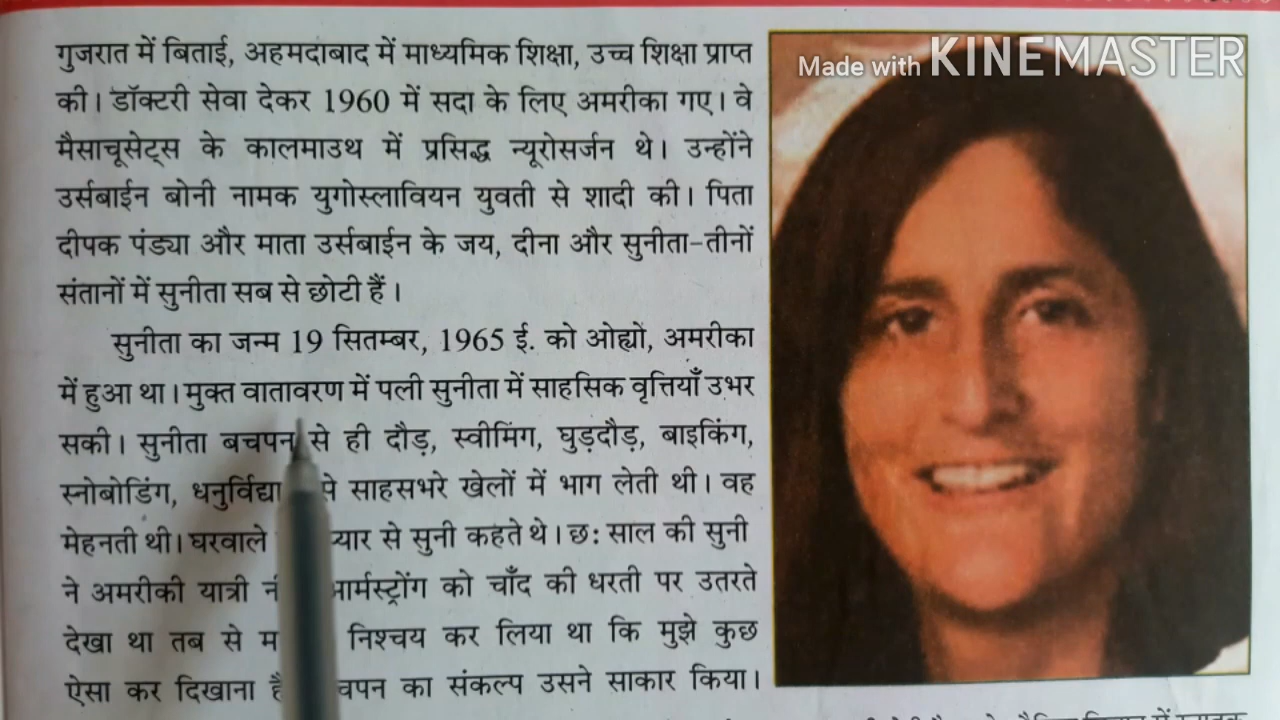 Made with KINEMASTER
गुजरात में बिताई, अहमदाबाद में माध्यमिक शिक्षा, उच्च शिक्षा प्राप्त
की। डॉक्टरी सेवा देकर 1960 में सदा के लिए अमरीका गए। वे
मैसाचूसेट्स के कालमाउथ में प्रसिद्ध न्यूरोसर्जन थे। उन्होंने
उर्सबाईन बोनी नामक युगोस्लावियन युवती से शादी की। पिता
दीपक पंड्या और माता उर्सबाईन के जय, दीना और सुनीता-तीनों
संतानों में सुनीता सब से छोटी हैं।
सुनीता का जन्म 19 सितम्बर, 1965 ई. को ओह्यों, अमरीका
में हुआ था। मुक्त वातावरण में पली सुनीता में साहसिक वृत्तियाँ उभर
सकी। सुनीता बचपन से ही दौड़, स्वीमिंग, घुड़दौड़, बाइकिंग,
स्नोबोडिंग, धनुर्विद्या से साहसभरे खेलों में भाग लेती थी। वह
मेहनती थी। घरवाले प्यार से सुनी कहते थे। छः साल की सुनी
ने अमरीकी यात्री आर्मस्ट्रोंग को चाँद की धरती पर उतरते
देखा था तब से निश्चय कर लिया था कि मुझे कुछ
ऐसा कर दिखाना का संकल्प उसने साकार किया।